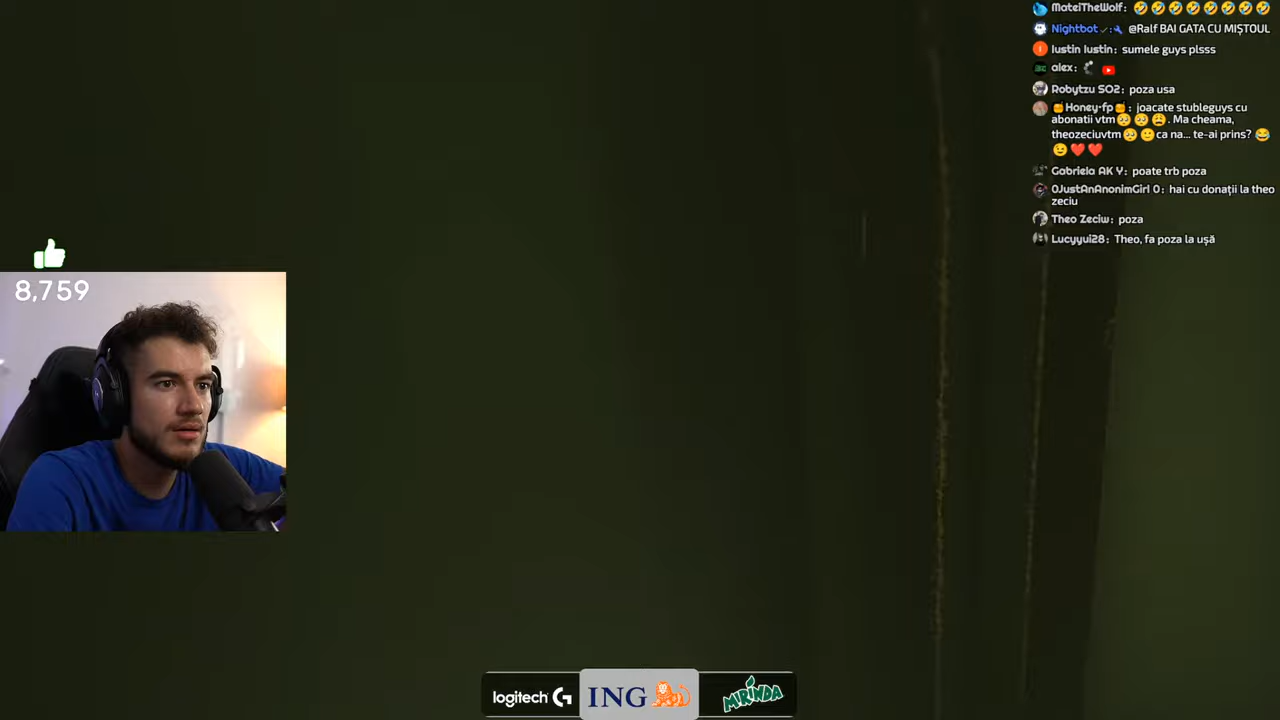 MateiTheWolf: 🤣🤣🤣🤣🤣🤣🤣🤣
Nightbot: @Ralf BAI GATA CU MIȘTOUL
Iustin Iustin: sumele guys plsss
alex:
Robytzu SO2: poza usa
🍯Honey-fp🍯: joacate stubleguys cu
abonatii vtm🥺🥺😩. Ma cheama,
theozeciuvtm🥺🙂ca na... te-ai prins? 😂
😉❤️❤️
Gabriela AK Y: poate trb poza
0JustAnAnonimGirl 0: hai cu donații la theo
zeciu
Theo Zeciw: poza
Lucyyui28: Theo, fa poza la ușă
8,759
logitech G
ING
MIRINDA